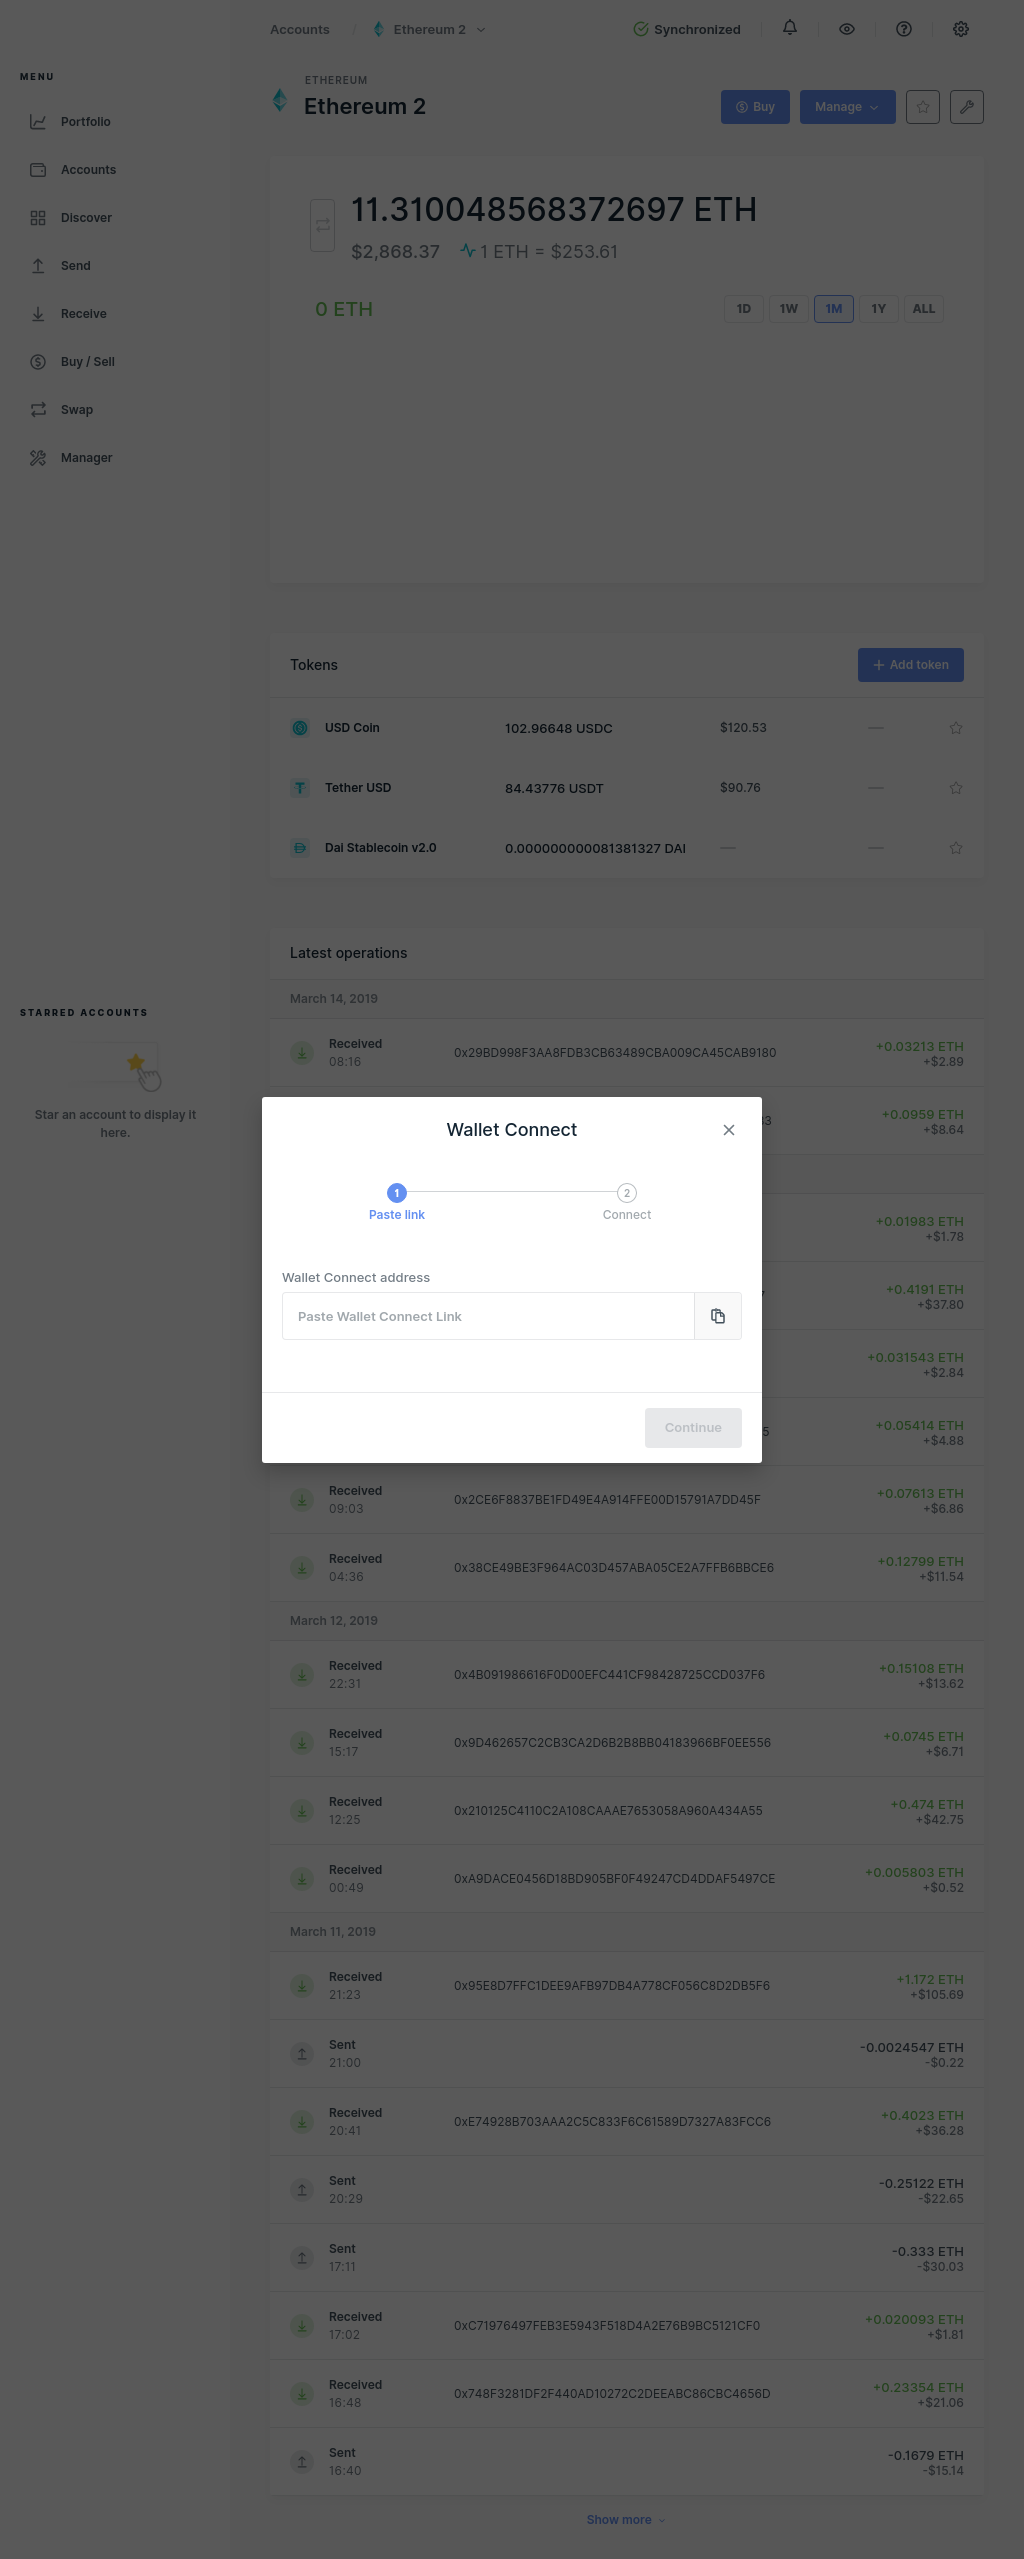 Accounts / Ethereum 2
Synchronized
MENU
Portfolio
Accounts
Discover
Send
Receive
Buy / Sell
Swap
Manager
STARRED ACCOUNTS
Star an account to display it
here.
ETHEREUM
Ethereum 2
Buy
Manage
11.310048568372697 ETH
$2,868.37
1 ETH = $253.61
0 ETH
1D 1W 1M 1Y ALL
Tokens
Add token
USD Coin 102.96648 USDC $120.53 —
Tether USD 84.43776 USDT $90.76 —
Dai Stablecoin v2.0 0.000000000081381327 DAI — —
Latest operations
March 14, 2019
Received 0x29BD998F3AA8FDB3CB63489CBA009CA45CAB9180 +0.03213 ETH
08:16 +$2.89
+0.0959 ETH
+$8.64
Wallet Connect
1 2
Paste link Connect
Wallet Connect address
Paste Wallet Connect Link
Continue
+0.01983 ETH
+$1.78
+0.4191 ETH
+$37.80
+0.031543 ETH
+$2.84
+0.05414 ETH
+$4.88
Received 0x2CE6F8837BE1FD49E4A914FFE00D15791A7DD45F +0.07613 ETH
09:03 +$6.86
Received 0x38CE49BE3F964AC03D457ABA05CE2A7FFB6BBCE6 +0.12799 ETH
04:36 +$11.54
March 12, 2019
Received 0x4B091986616F0D00EFC441CF98428725CCD037F6 +0.15108 ETH
22:31 +$13.62
Received 0x9D462657C2CB3CA2D6B2B8BB04183966BF0EE556 +0.0745 ETH
15:17 +$6.71
Received 0x210125C4110C2A108CAAAE7653058A960A434A55 +0.474 ETH
12:25 +$42.75
Received 0xA9DACE0456D18BD905BF0F49247CD4DDAF5497CE +0.005803 ETH
00:49 +$0.52
March 11, 2019
Received 0x95E8D7FFC1DEE9AFB97DB4A778CF056C8D2DB5F6 +1.172 ETH
21:23 +$105.69
Sent -0.0024547 ETH
21:00 -$0.22
Received 0xE74928B703AAA2C5C833F6C61589D7327A83FCC6 +0.4023 ETH
20:41 +$36.28
Sent -0.25122 ETH
20:29 -$22.65
Sent -0.333 ETH
17:11 -$30.03
Received 0xC71976497FEB3E5943F518D4A2E76B9BC5121CF0 +0.020093 ETH
17:02 +$1.81
Received 0x748F3281DF2F440AD10272C2DEEABC86CBC4656D +0.23354 ETH
16:48 +$21.06
Sent -0.1679 ETH
16:40 -$15.14
Show more